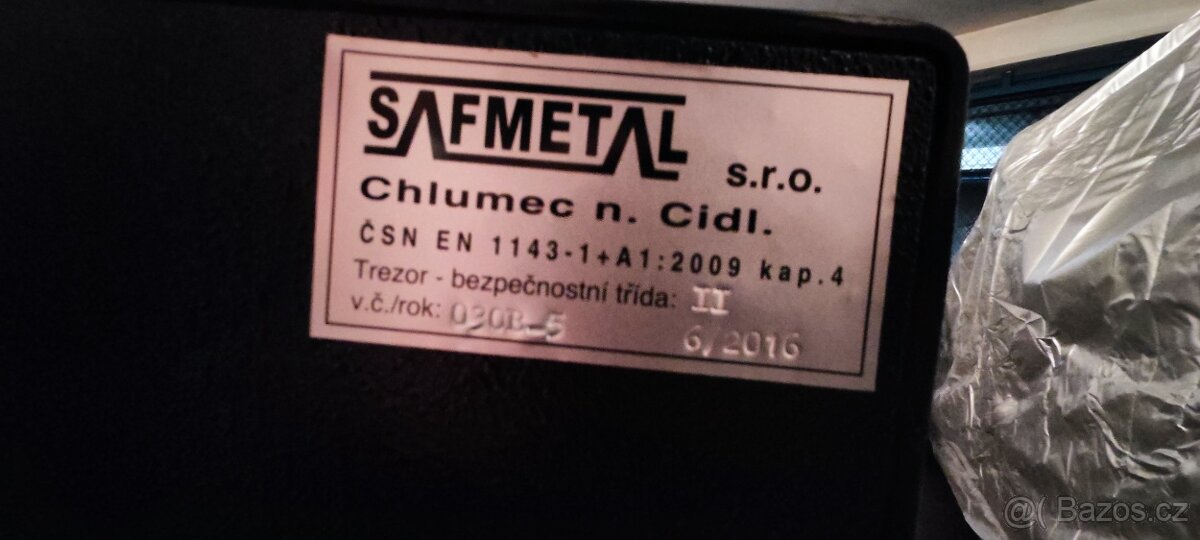 SAFMETAL s.r.o.
Chlumec n. Cidl.
ČSN EN 1143-1+A1:2009 kap.4
Trezor - bezpečnostní třída: II
v.č./rok: 030B-5 6/2016
@( Bazos.cz